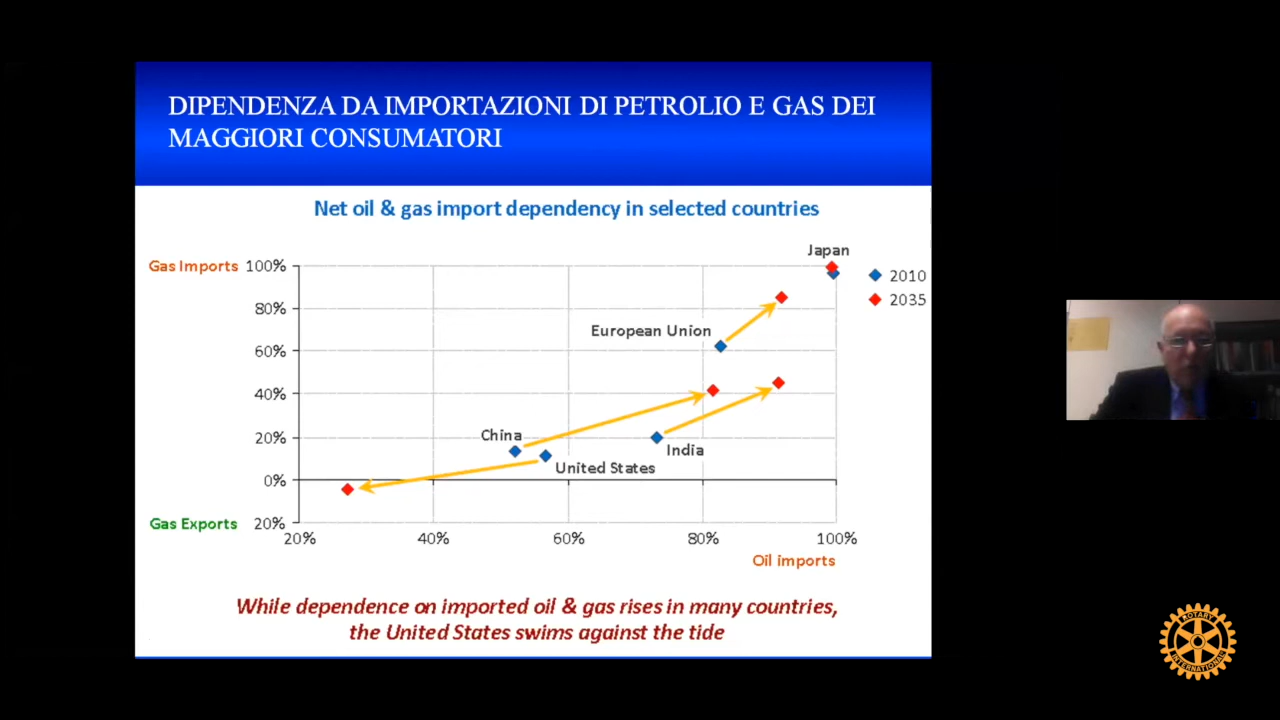 DIPENDENZA DA IMPORTAZIONI DI PETROLIO E GAS DEI
MAGGIORI CONSUMATORI
Net oil & gas import dependency in selected countries
Japan
Gas Imports 100%
2010
2035
80%
European Union
60%
40%
China
20%
India
United States
0%
Gas Exports 20%
20% 40% 60% 80% 100%
Oil imports
While dependence on imported oil & gas rises in many countries,
the United States swims against the tide
ROTARY
INTERNATIONAL